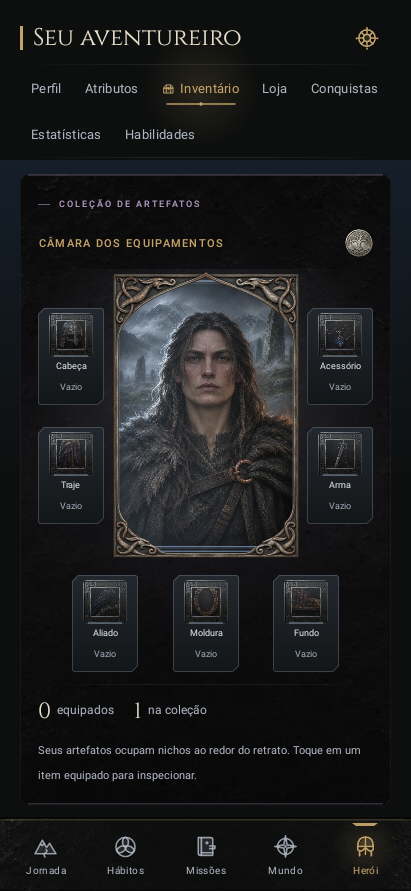 Seu aventureiro
Perfil Atributos Inventário Loja Conquistas
Estatísticas Habilidades
COLEÇÃO DE ARTEFATOS
CÂMARA DOS EQUIPAMENTOS
Cabeça
Vazio
Acessório
Vazio
Traje
Vazio
Arma
Vazio
Aliado
Vazio
Moldura
Vazio
Fundo
Vazio
0 equipados 1 na coleção
Seus artefatos ocupam nichos ao redor do retrato. Toque em um
item equipado para inspecionar.
Jornada Hábitos Missões Mundo Herói